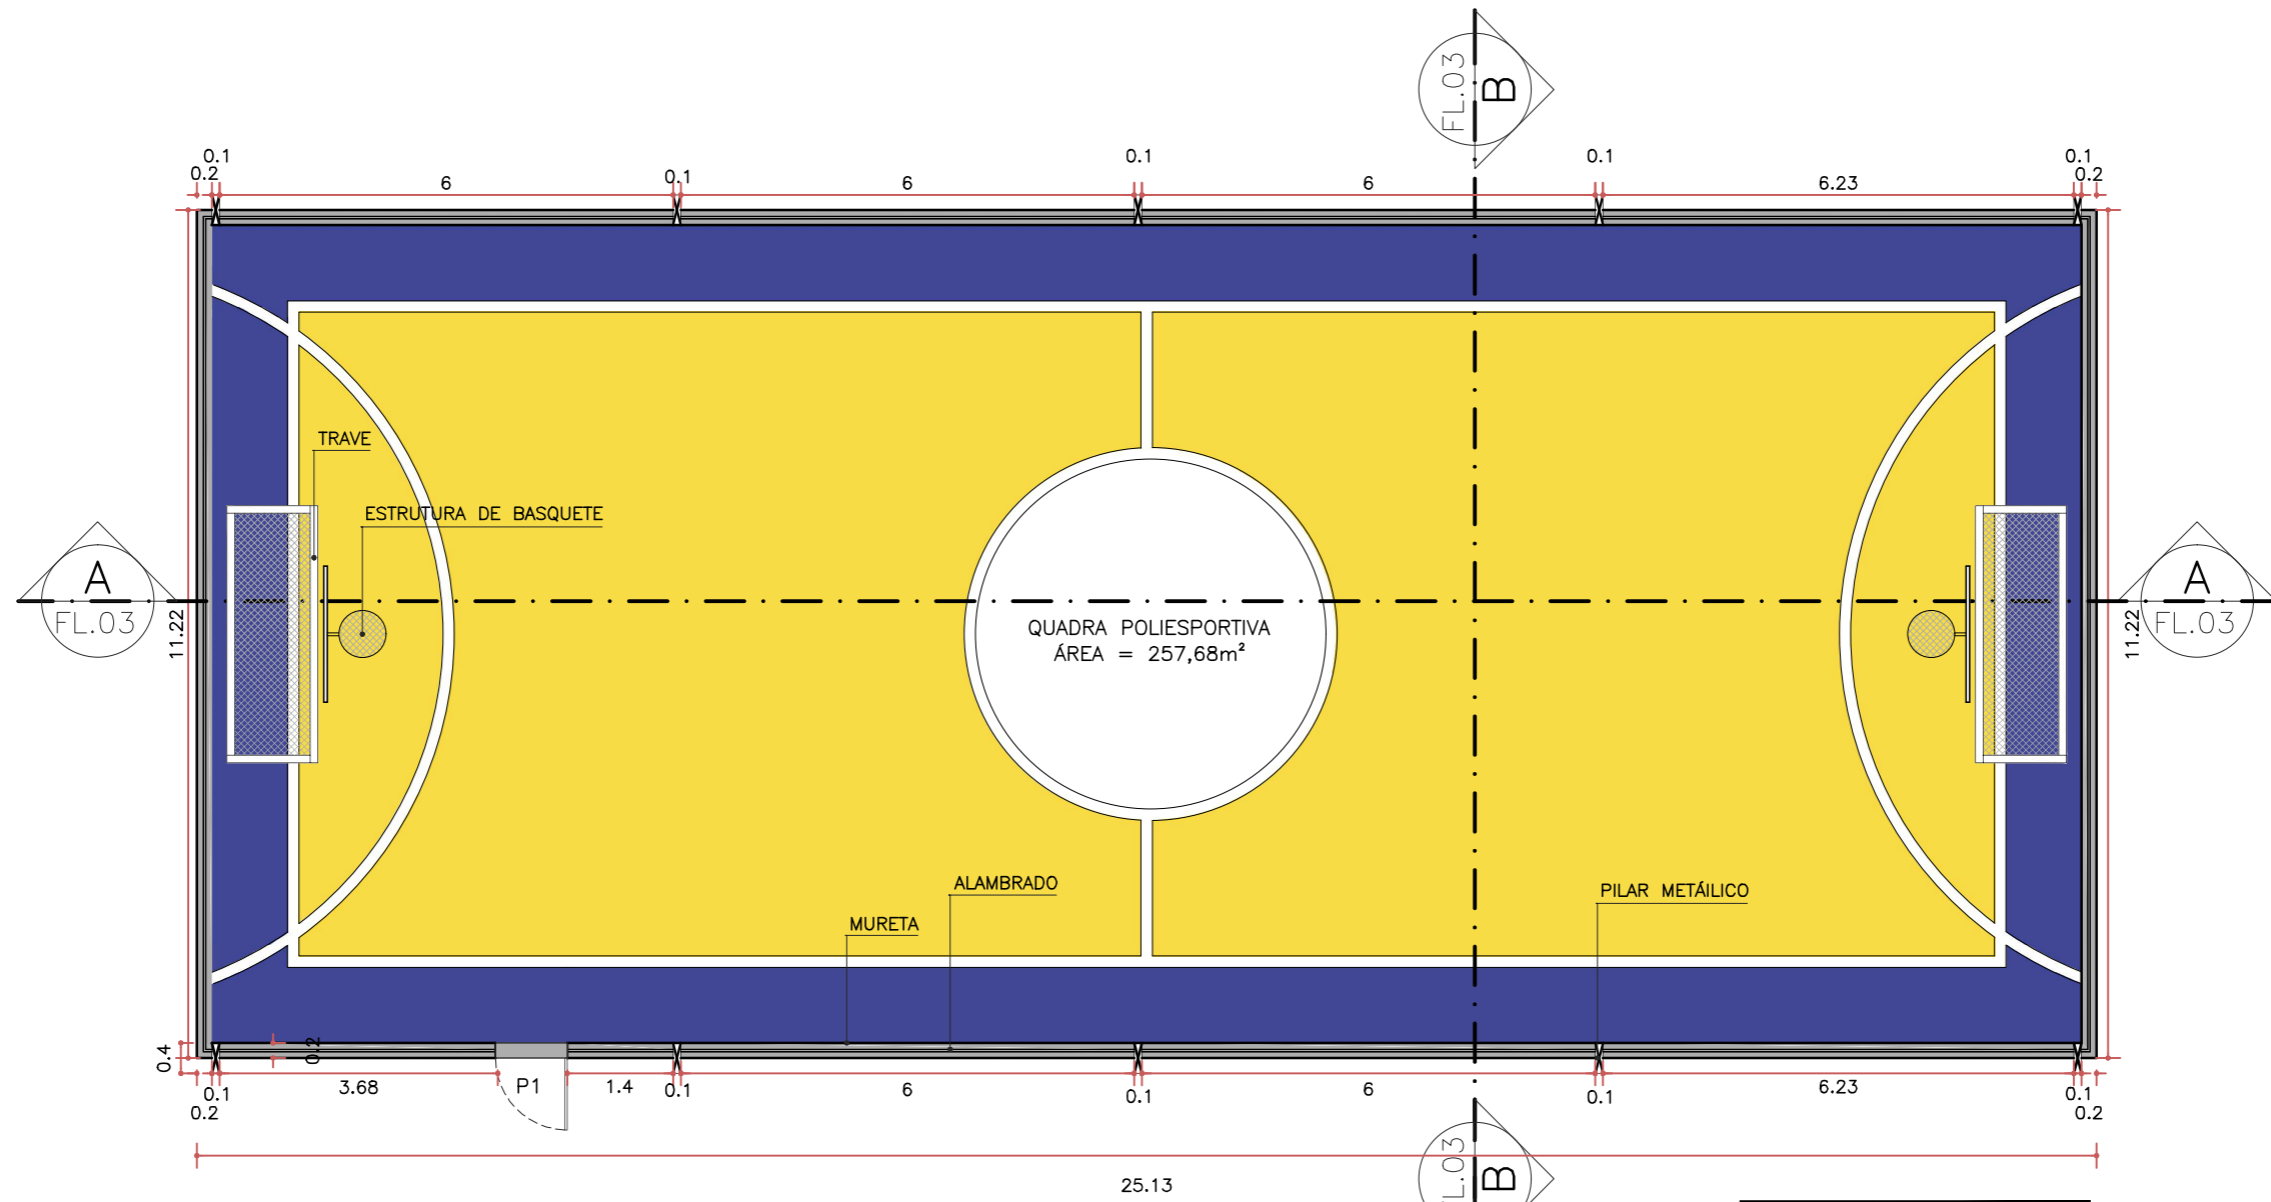 FL.03
B
0.1
0.2
6
0.1
6
0.1
6
0.1
6.23
0.1
0.2
TRAVE
ESTRUTURA DE BASQUETE
A
FL.03
11.22
QUADRA POLIESPORTIVA
ÁREA = 257,68m²
11.22
A
FL.03
ALAMBRADO
PILAR METÁILICO
MURETA
0.4
0.2
0.1
0.2
3.68
P1
1.4
0.1
6
0.1
6
0.1
6.23
0.1
0.2
25.13
FL.03
B